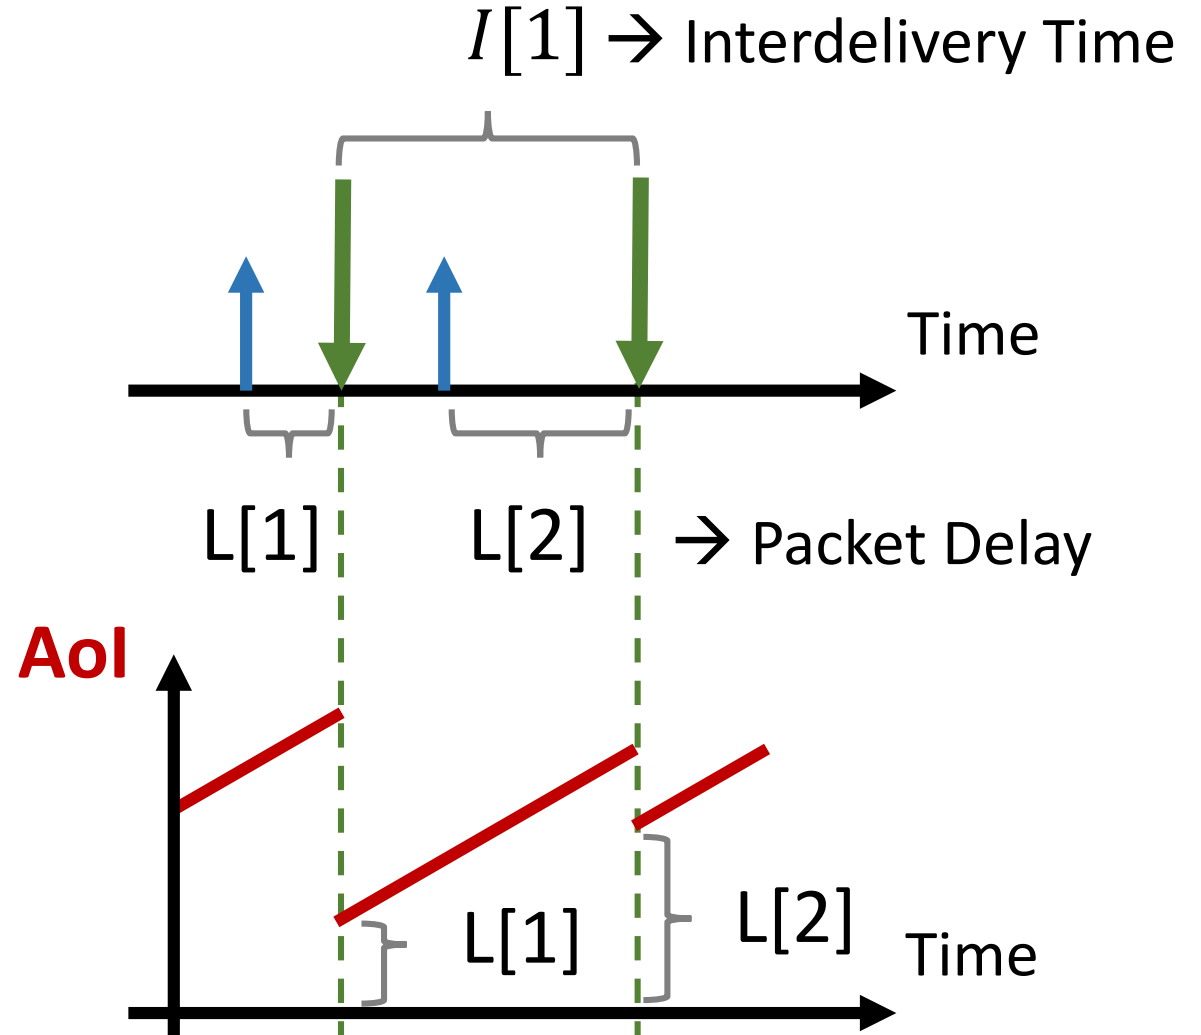 I[1] → Interdelivery Time
Time
L[1]
L[2] → Packet Delay
AoI
L[1]
L[2]
Time